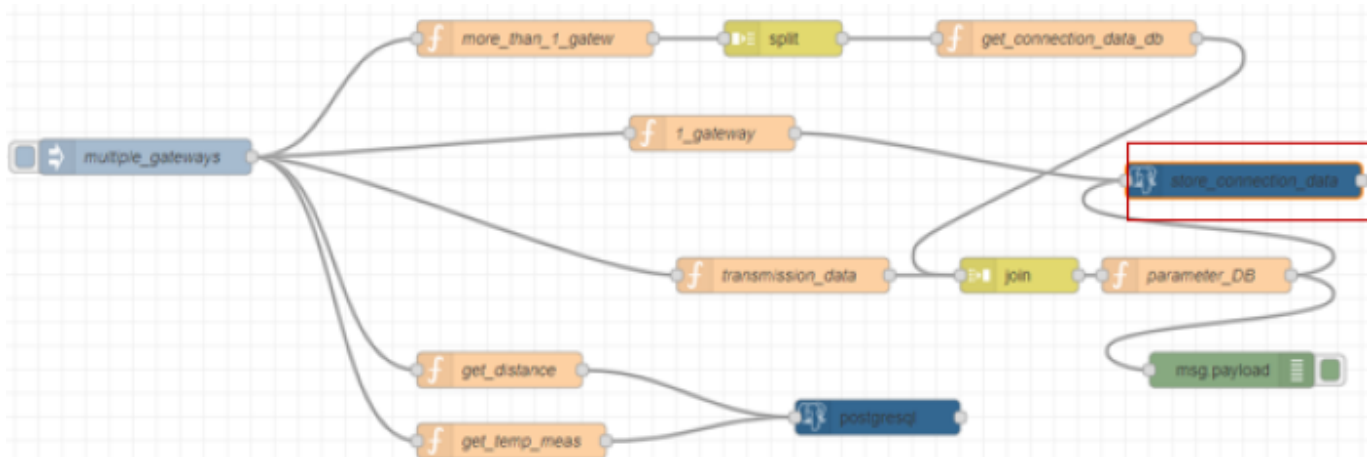 more_than_1_gatew
split
get_connection_data_db
1_gateway
multiple_gateways
store_connection_data
transmission_data
join
parameter_DB
get_distance
msg.payload
postgresql
get_temp_meas